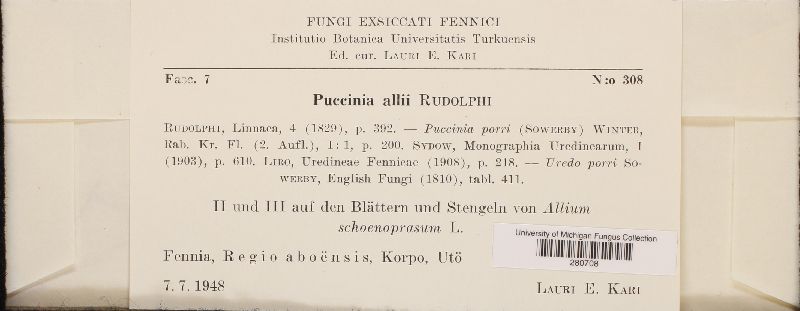 FUNGI EXSICCATI FENNICI
Institutio Botanica Universitatis Turkuensis
Ed. cur. LAURI E. KARI
Fasc. 7 N:o 308
Puccinia allii RUDOLPHI
RUDOLPHI, Linnaea, 4 (1829), p. 392. — Puccinia porri (SOWERBY) WINTER,
Rab. Kr. Fl. (2. Aufl.), 1: 1, p. 200. SYDOW, Monographia Uredinearum, I
(1903), p. 610. LIRO, Uredineae Fennicae (1908), p. 218. — Uredo porri SO-
WERBY, English Fungi (1810), tabl. 411.
II und III auf den Blättern und Stengeln von Allium
schoenoprasum L.
Fennia, Regio aboënsis, Korpo, Utö
7. 7. 1948 LAURI E. KARI
University of Michigan Fungus Collection
280708